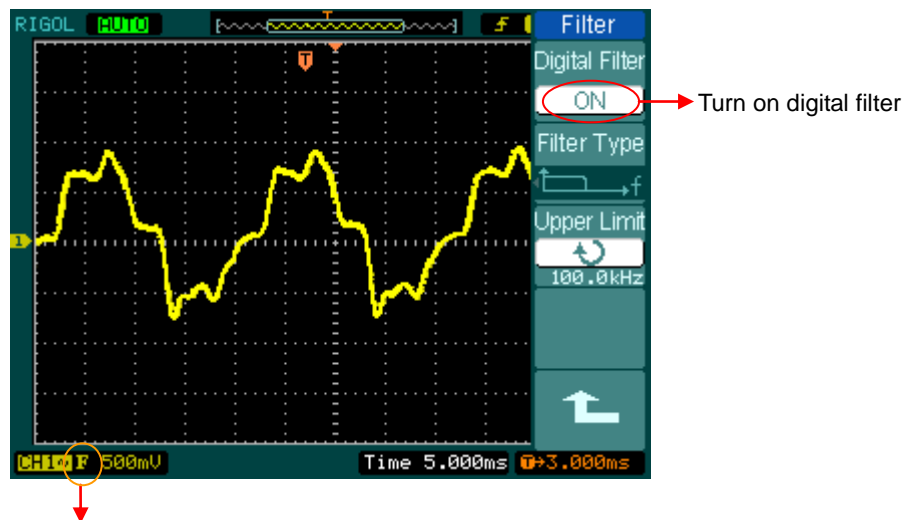 RIGOL AUTO T Filter
Digital Filter
T
ON
Turn on digital filter
Filter Type
f
Upper Limit
1
100.0kHz
CH1 F 500mV Time 5.000ms T→3.000ms